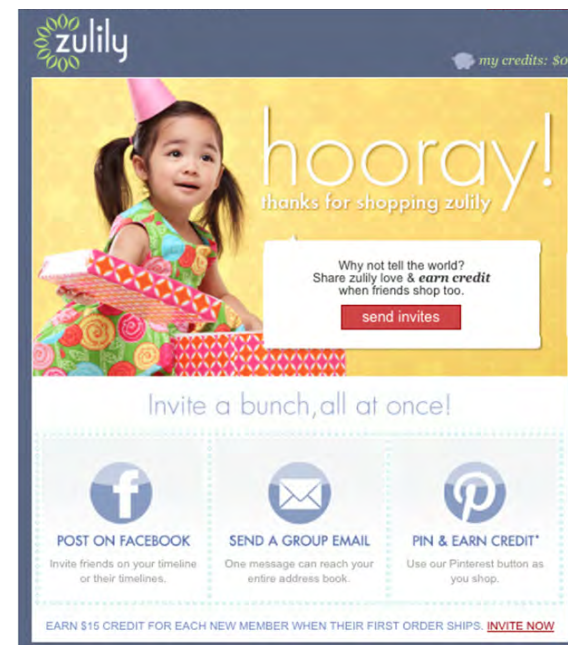 zulily
my credits: $0
hooray!
thanks for shopping zulily
Why not tell the world?
Share zulily love & earn credit
when friends shop too.
send invites
Invite a bunch, all at once!
POST ON FACEBOOK
Invite friends on your timeline
or their timelines.
SEND A GROUP EMAIL
One message can reach your
entire address book.
PIN & EARN CREDIT*
Use our Pinterest button as
you shop.
EARN $15 CREDIT FOR EACH NEW MEMBER WHEN THEIR FIRST ORDER SHIPS. INVITE NOW